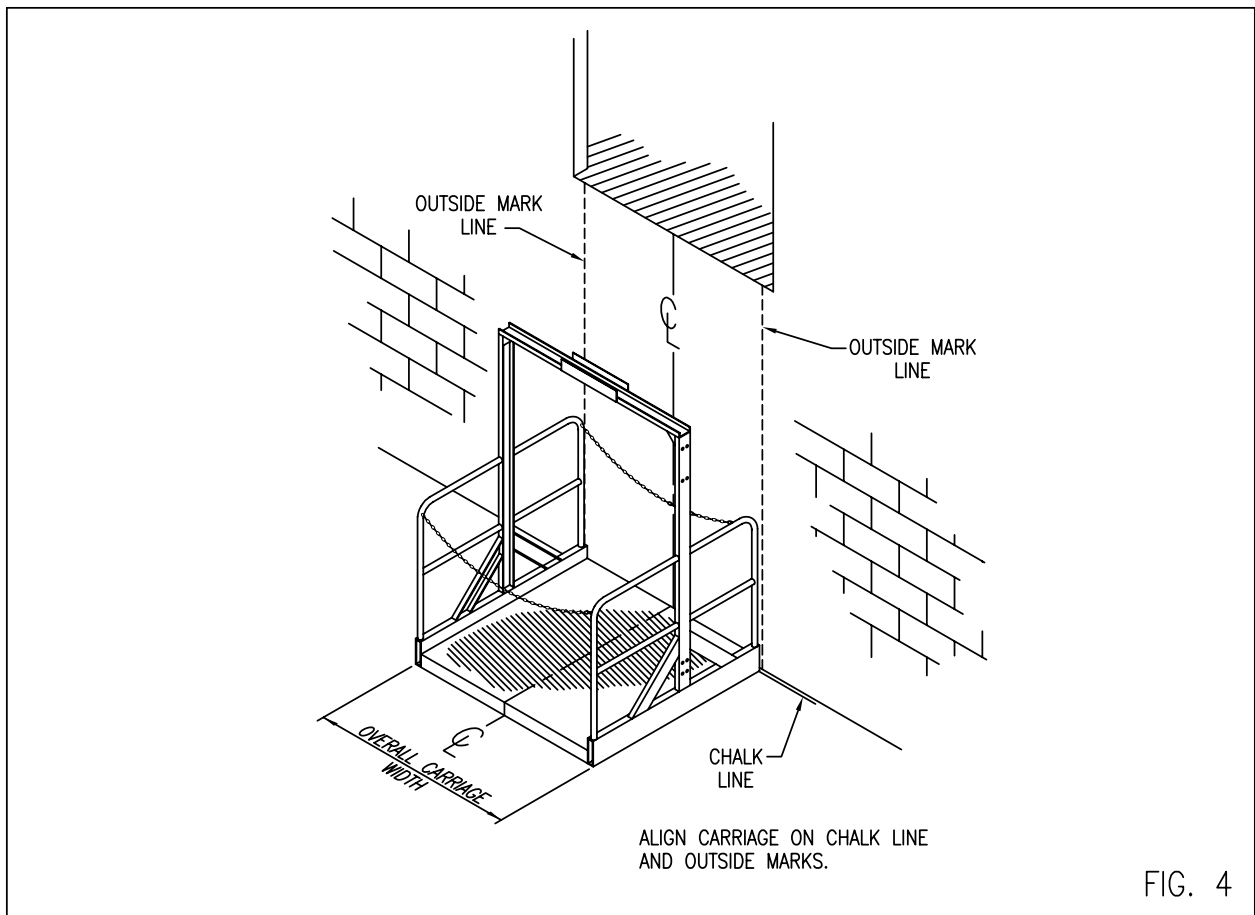 OUTSIDE MARK
LINE
℄
OUTSIDE MARK
LINE
℄
OVERALL CARRIAGE
WIDTH
CHALK
LINE
ALIGN CARRIAGE ON CHALK LINE
AND OUTSIDE MARKS.
FIG. 4